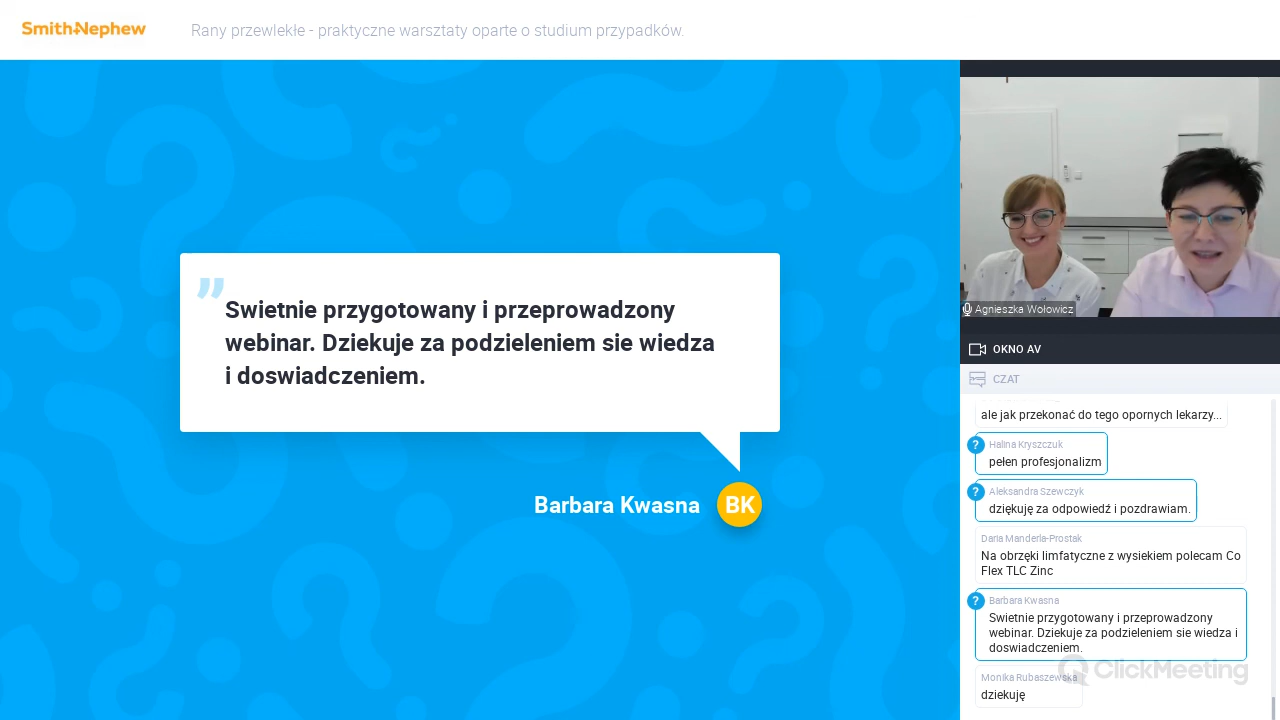 Smith+Nephew
Rany przewlekłe - praktyczne warsztaty oparte o studium przypadków.
”
Swietnie przygotowany i przeprowadzony
webinar. Dziekuje za podzieleniem sie wiedza
i doswiadczeniem.
Barbara Kwasna
BK
Agnieszka Wołowicz
OKNO AV
CZAT
ale jak przekonać do tego opornych lekarzy...
?
Halina Kryszczuk
pełen profesjonalizm
?
Aleksandra Szewczyk
dziękuję za odpowiedź i pozdrawiam.
Daria Manderla-Prostak
Na obrzęki limfatyczne z wysiekiem polecam Co
Flex TLC Zinc
?
Barbara Kwasna
Swietnie przygotowany i przeprowadzony
webinar. Dziekuje za podzieleniem sie wiedza i
doswiadczeniem.
ClickMeeting
Monika Rubaszewska
dziekuję